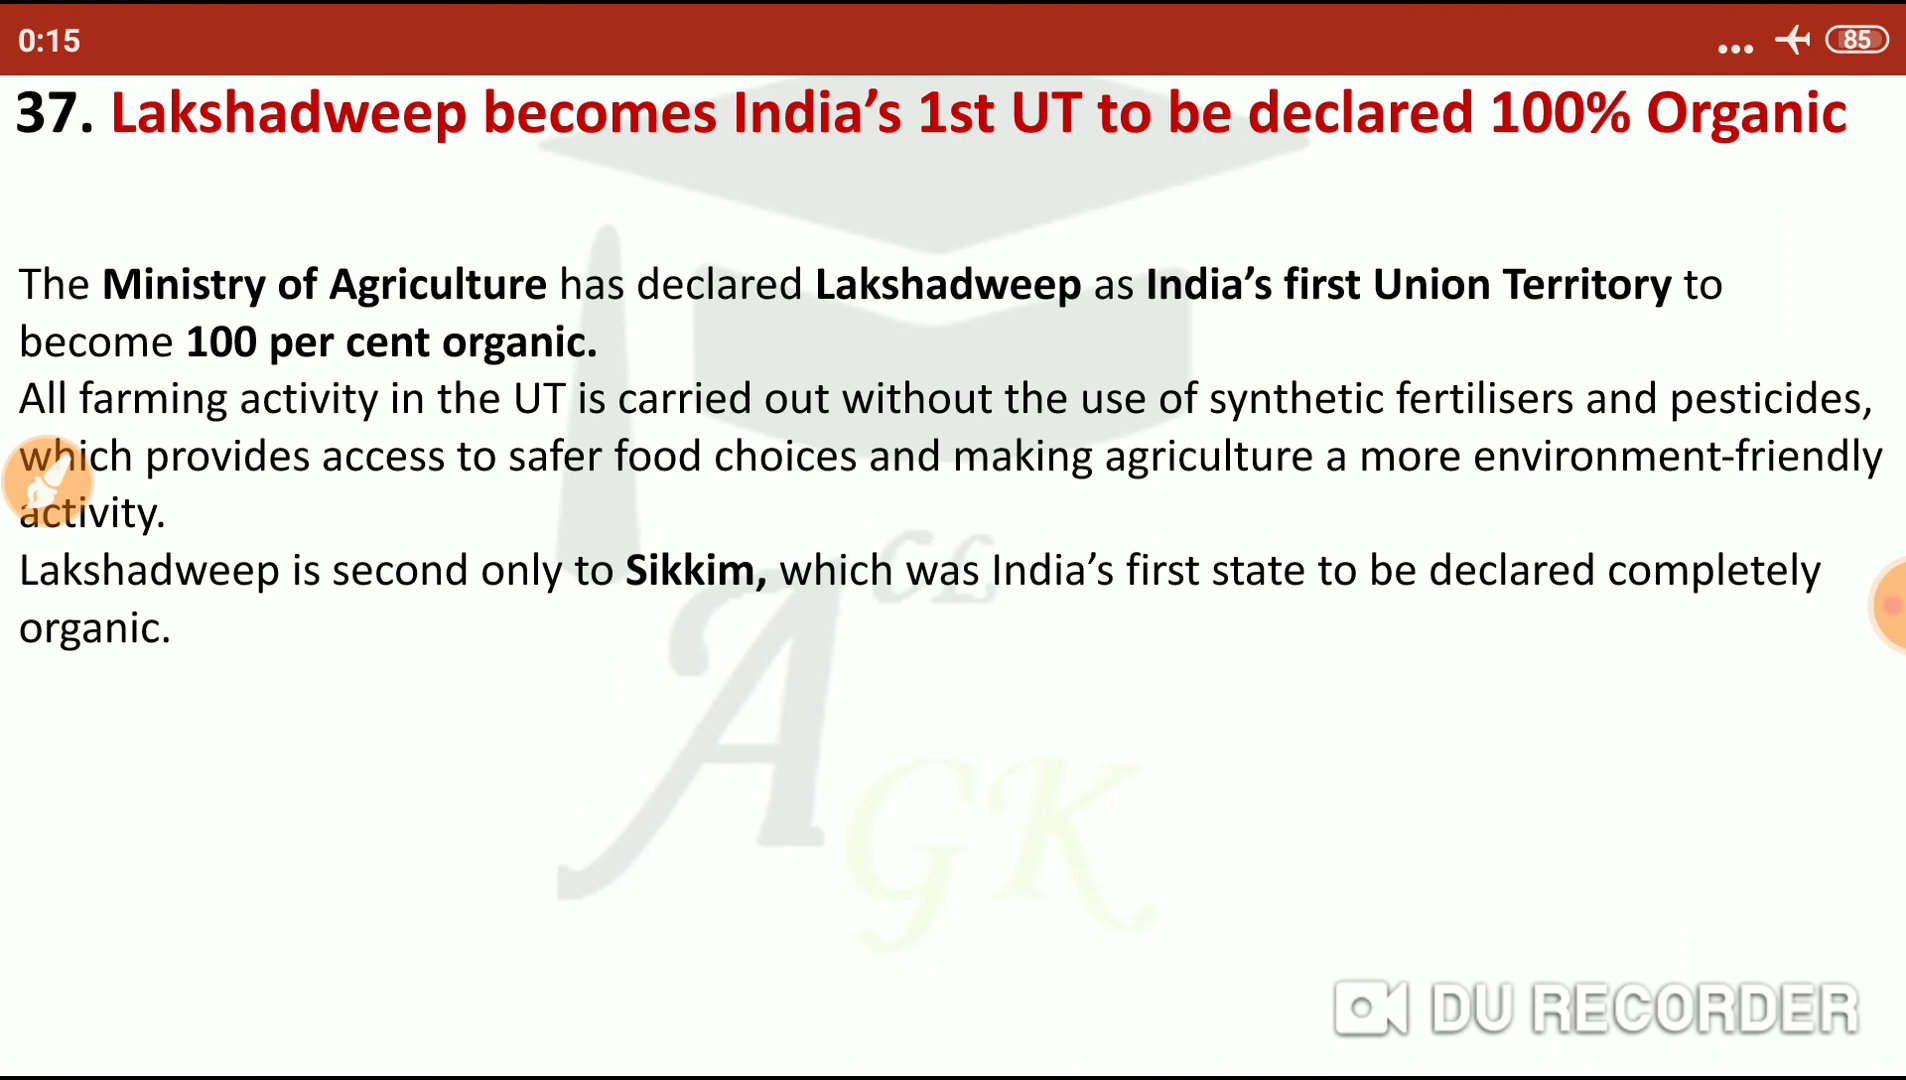 0:15
... 85
37. Lakshadweep becomes India’s 1st UT to be declared 100% Organic
The Ministry of Agriculture has declared Lakshadweep as India’s first Union Territory to
become 100 per cent organic.
All farming activity in the UT is carried out without the use of synthetic fertilisers and pesticides,
which provides access to safer food choices and making agriculture a more environment-friendly
activity.
Lakshadweep is second only to Sikkim, which was India’s first state to be declared completely
organic.
A CL
GK
DU RECORDER